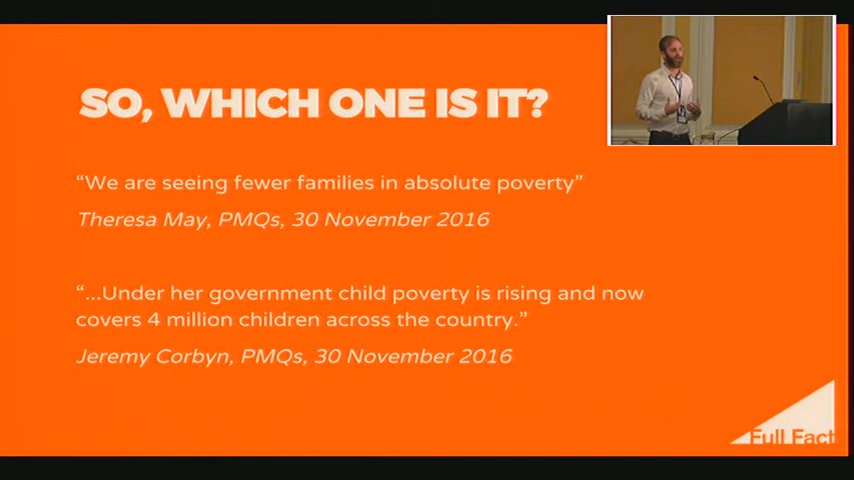 SO, WHICH ONE IS IT?
“We are seeing fewer families in absolute poverty”
Theresa May, PMQs, 30 November 2016
“...Under her government child poverty is rising and now
covers 4 million children across the country.”
Jeremy Corbyn, PMQs, 30 November 2016
Full Fact